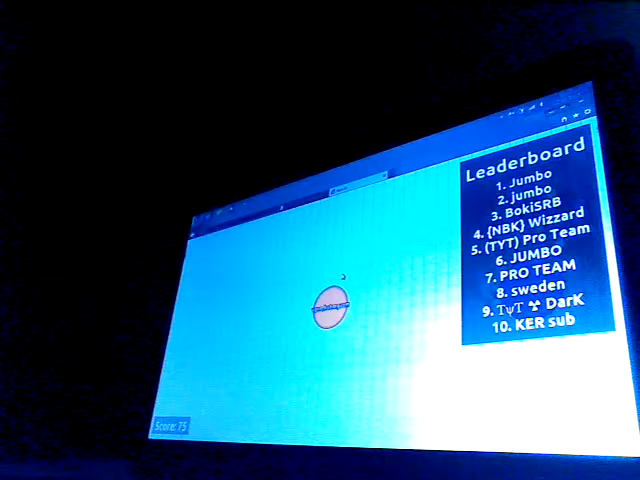 Leaderboard
1. Jumbo
2. jumbo
3. BokiSRB
4. {NBK} Wizzard
5. (TYT) Pro Team
6. JUMBO
7. PRO TEAM
8. sweden
9. TψT ☢ DarK
10. KER sub
Score: 75